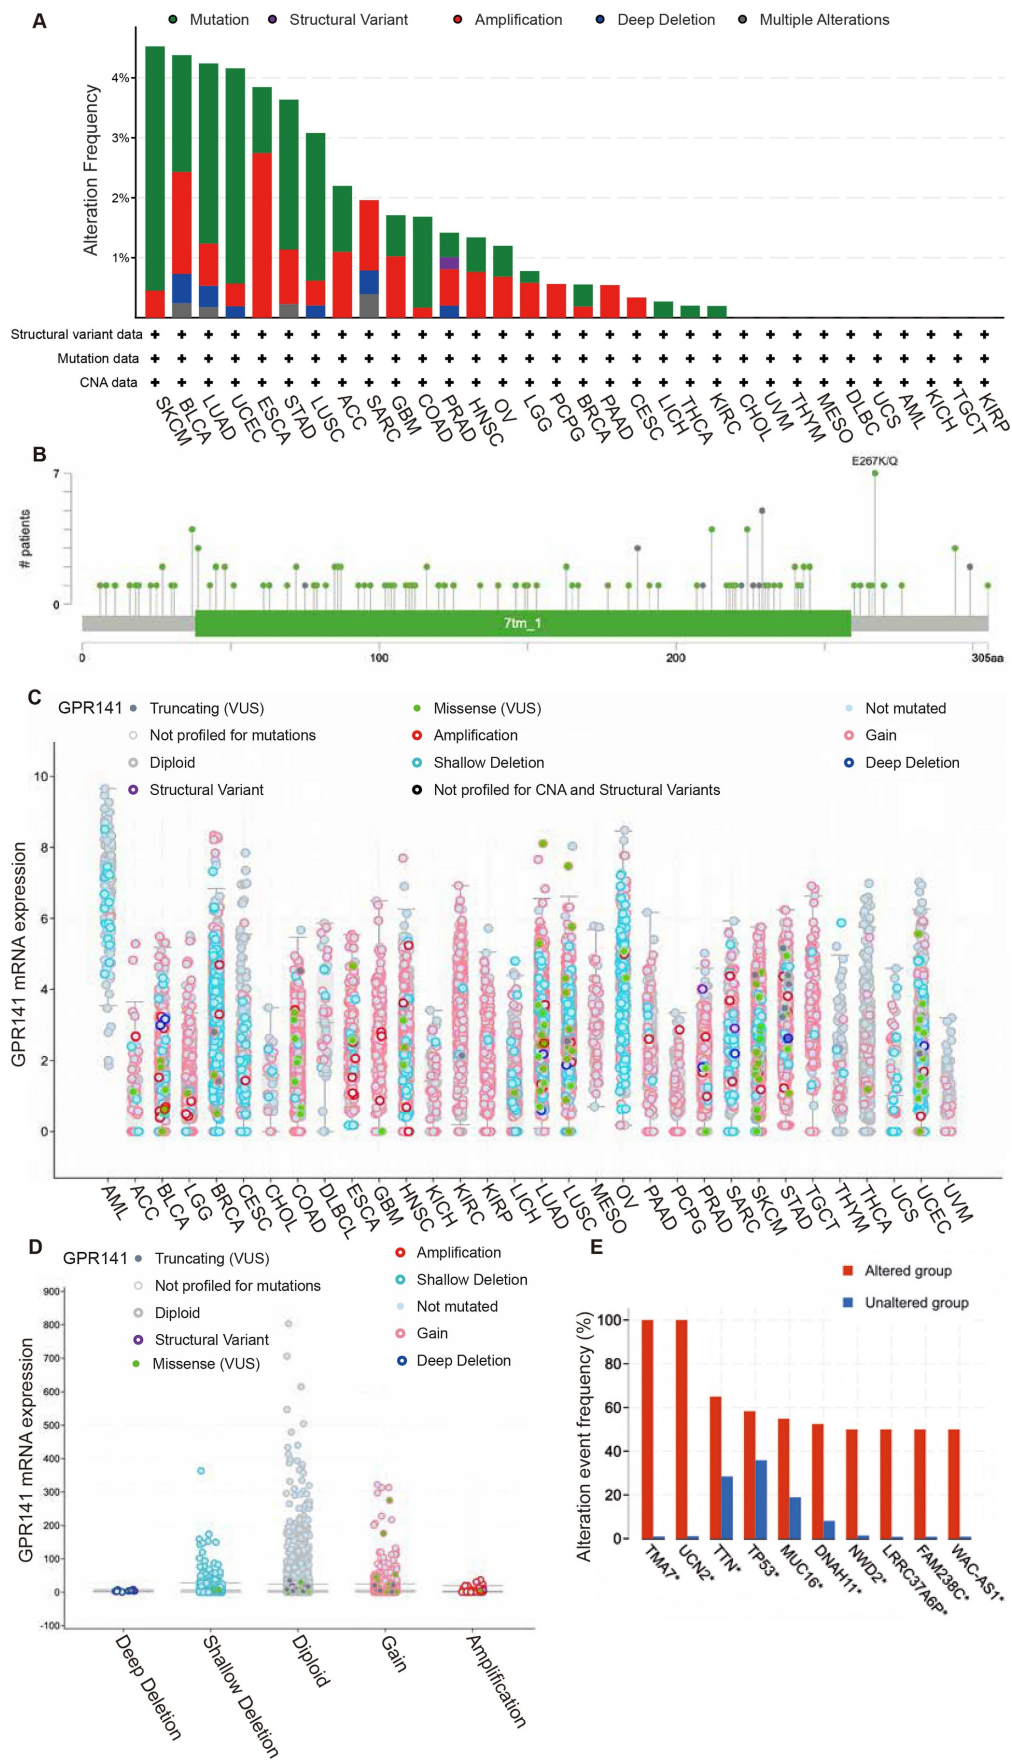 A
Mutation
Structural Variant
Amplification
Deep Deletion
Multiple Alterations
Alteration Frequency
4%
3%
2%
1%
Structural variant data
Mutation data
CNA data
SKCM
BLCA
LUAD
UCEC
ESCA
STAD
LUSC
ACC
SARC
GBM
COAD
PRAD
HNSC
OV
LGG
PCPG
BRCA
PAAD
CESC
LICH
THCA
KIRC
CHOL
UVM
THYM
MESO
DLBC
UCS
AML
KICH
TGCT
KIRP
B
E267K/Q
# patients
7
0
7tm_1
0
100
200
305aa
C
GPR141
Truncating (VUS)
Missense (VUS)
Not mutated
Not profiled for mutations
Amplification
Gain
Diploid
Shallow Deletion
Deep Deletion
Structural Variant
Not profiled for CNA and Structural Variants
GPR141 mRNA expression
10
8
6
4
2
0
AML
ACC
BLCA
LGG
BRCA
CESC
CHOL
COAD
DLBCL
ESCA
GBM
HNSC
KICH
KIRC
KIRP
LICH
LUAD
LUSC
MESO
OV
PAAD
PCPG
PRAD
SARC
SKCM
STAD
TGCT
THYM
THCA
UCS
UCEC
UVM
D
GPR141
Truncating (VUS)
Amplification
Not profiled for mutations
Shallow Deletion
Diploid
Not mutated
Structural Variant
Gain
Missense (VUS)
Deep Deletion
GPR141 mRNA expression
900
800
700
600
500
400
300
200
100
0
-100
Deep Deletion
Shallow Deletion
Diploid
Gain
Amplification
E
Altered group
Unaltered group
Alteration event frequency (%)
100
80
60
40
20
0
TMA7*
UCN2*
TTN*
TP53*
MUC16*
DNAH11*
NWD2*
LRRC37A6P*
FAM238C*
WAC-AS1*